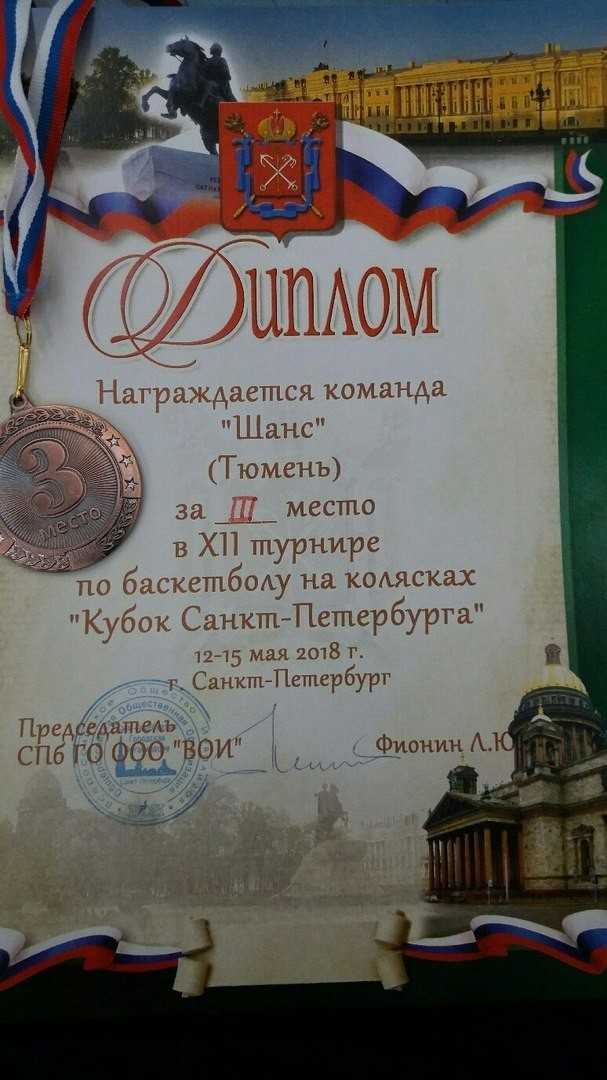 Диплом
Награждается команда
"Шанс"
(Тюмень)
за III место
в XII турнире
по баскетболу на колясках
"Кубок Санкт-Петербурга"
12-15 мая 2018 г.
г. Санкт-Петербург
Председатель
СПб ГО ООО "ВОИ"
Фионин Л.Ю
3
место